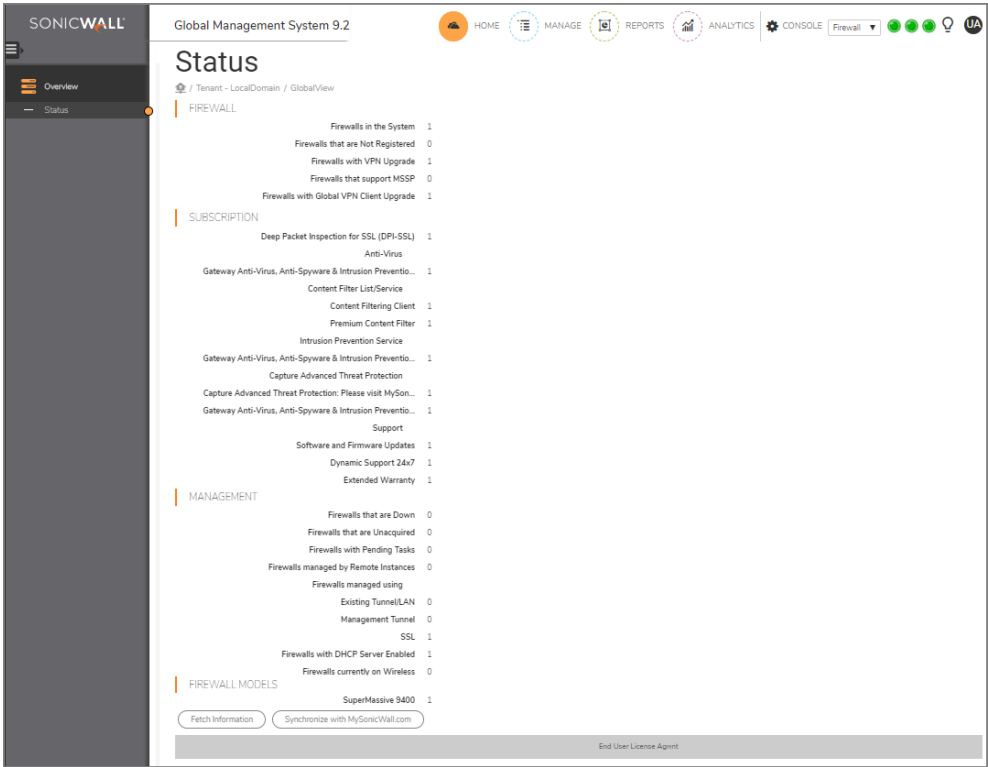 SONICWALL
Global Management System 9.2
HOME MANAGE REPORTS ANALYTICS CONSOLE Firewall UA
Overview
Status
Status
/ Tenant - LocalDomain / GlobalView
FIREWALL
Firewalls in the System 1
Firewalls that are Not Registered 0
Firewalls with VPN Upgrade 1
Firewalls that support MSSP 0
Firewalls with Global VPN Client Upgrade 1
SUBSCRIPTION
Deep Packet Inspection for SSL (DPI-SSL) 1
Anti-Virus
Gateway Anti-Virus, Anti-Spyware & Intrusion Preventio... 1
Content Filter List/Service
Content Filtering Client 1
Premium Content Filter 1
Intrusion Prevention Service
Gateway Anti-Virus, Anti-Spyware & Intrusion Preventio... 1
Capture Advanced Threat Protection
Capture Advanced Threat Protection: Please visit MySon... 1
Gateway Anti-Virus, Anti-Spyware & Intrusion Preventio... 1
Support
Software and Firmware Updates 1
Dynamic Support 24x7 1
Extended Warranty 1
MANAGEMENT
Firewalls that are Down 0
Firewalls that are Unacquired 0
Firewalls with Pending Tasks 0
Firewalls managed by Remote Instances 0
Firewalls managed using
Existing Tunnel/LAN 0
Management Tunnel 0
SSL 1
Firewalls with DHCP Server Enabled 1
Firewalls currently on Wireless 0
FIREWALL MODELS
SuperMassive 9400 1
Fetch Information Synchronize with MySonicWall.com
End User License Agmnt